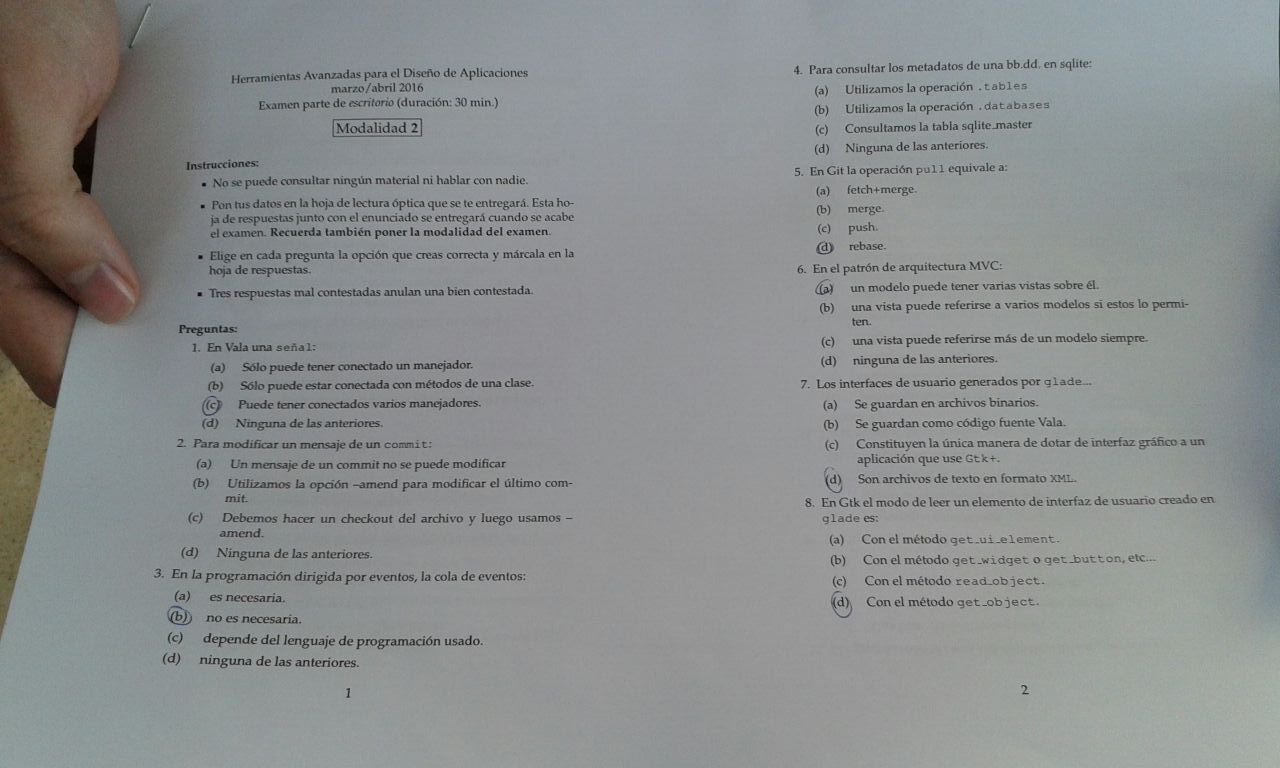 Herramientas Avanzadas para el Diseño de Aplicaciones
marzo/abril 2016
Examen parte de escritorio (duración: 30 min.)
Modalidad 2
Instrucciones:
▪ No se puede consultar ningún material ni hablar con nadie.
▪ Pon tus datos en la hoja de lectura óptica que se te entregará. Esta ho-
ja de respuestas junto con el enunciado se entregará cuando se acabe
el examen. Recuerda también poner la modalidad del examen.
▪ Elige en cada pregunta la opción que creas correcta y márcala en la
hoja de respuestas.
▪ Tres respuestas mal contestadas anulan una bien contestada.
Preguntas:
1. En Vala una señal:
(a) Sólo puede tener conectado un manejador.
(b) Sólo puede estar conectada con métodos de una clase.
(c) Puede tener conectados varios manejadores.
(d) Ninguna de las anteriores.
2. Para modificar un mensaje de un commit:
(a) Un mensaje de un commit no se puede modificar
(b) Utilizamos la opción –amend para modificar el último com-
mit.
(c) Debemos hacer un checkout del archivo y luego usamos –
amend.
(d) Ninguna de las anteriores.
3. En la programación dirigida por eventos, la cola de eventos:
(a) es necesaria.
(b) no es necesaria.
(c) depende del lenguaje de programación usado.
(d) ninguna de las anteriores.
1
4. Para consultar los metadatos de una bb.dd. en sqlite:
(a) Utilizamos la operación .tables
(b) Utilizamos la operación .databases
(c) Consultamos la tabla sqlite_master
(d) Ninguna de las anteriores.
5. En Git la operación pull equivale a:
(a) fetch+merge.
(b) merge.
(c) push.
(d) rebase.
6. En el patrón de arquitectura MVC:
(a) un modelo puede tener varias vistas sobre él.
(b) una vista puede referirse a varios modelos si estos lo permi-
ten.
(c) una vista puede referirse más de un modelo siempre.
(d) ninguna de las anteriores.
7. Los interfaces de usuario generados por glade...
(a) Se guardan en archivos binarios.
(b) Se guardan como código fuente Vala.
(c) Constituyen la única manera de dotar de interfaz gráfico a un
aplicación que use Gtk+.
(d) Son archivos de texto en formato XML.
8. En Gtk el modo de leer un elemento de interfaz de usuario creado en
glade es:
(a) Con el método get_ui_element.
(b) Con el método get_widget o get_button, etc...
(c) Con el método read_object.
(d) Con el método get_object.
2